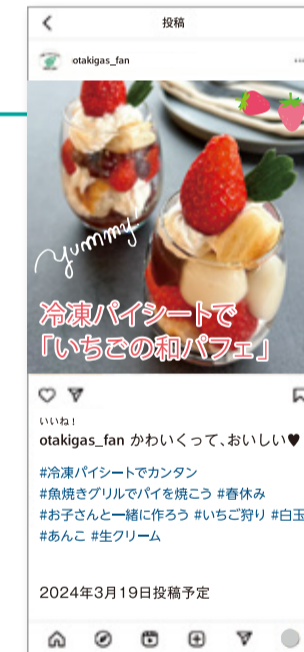 投稿
otakigas_fan
yummy!
冷凍パイシートで
「いちごの和パフェ」
いいね！
otakigas_fan かわいくって、おいしい♥
#冷凍パイシートでカンタン
#魚焼きグリルでパイを焼こう #春休み
#お子さんと一緒に作ろう #いちご狩り #白玉
#あんこ #生クリーム
2024年3月19日投稿予定